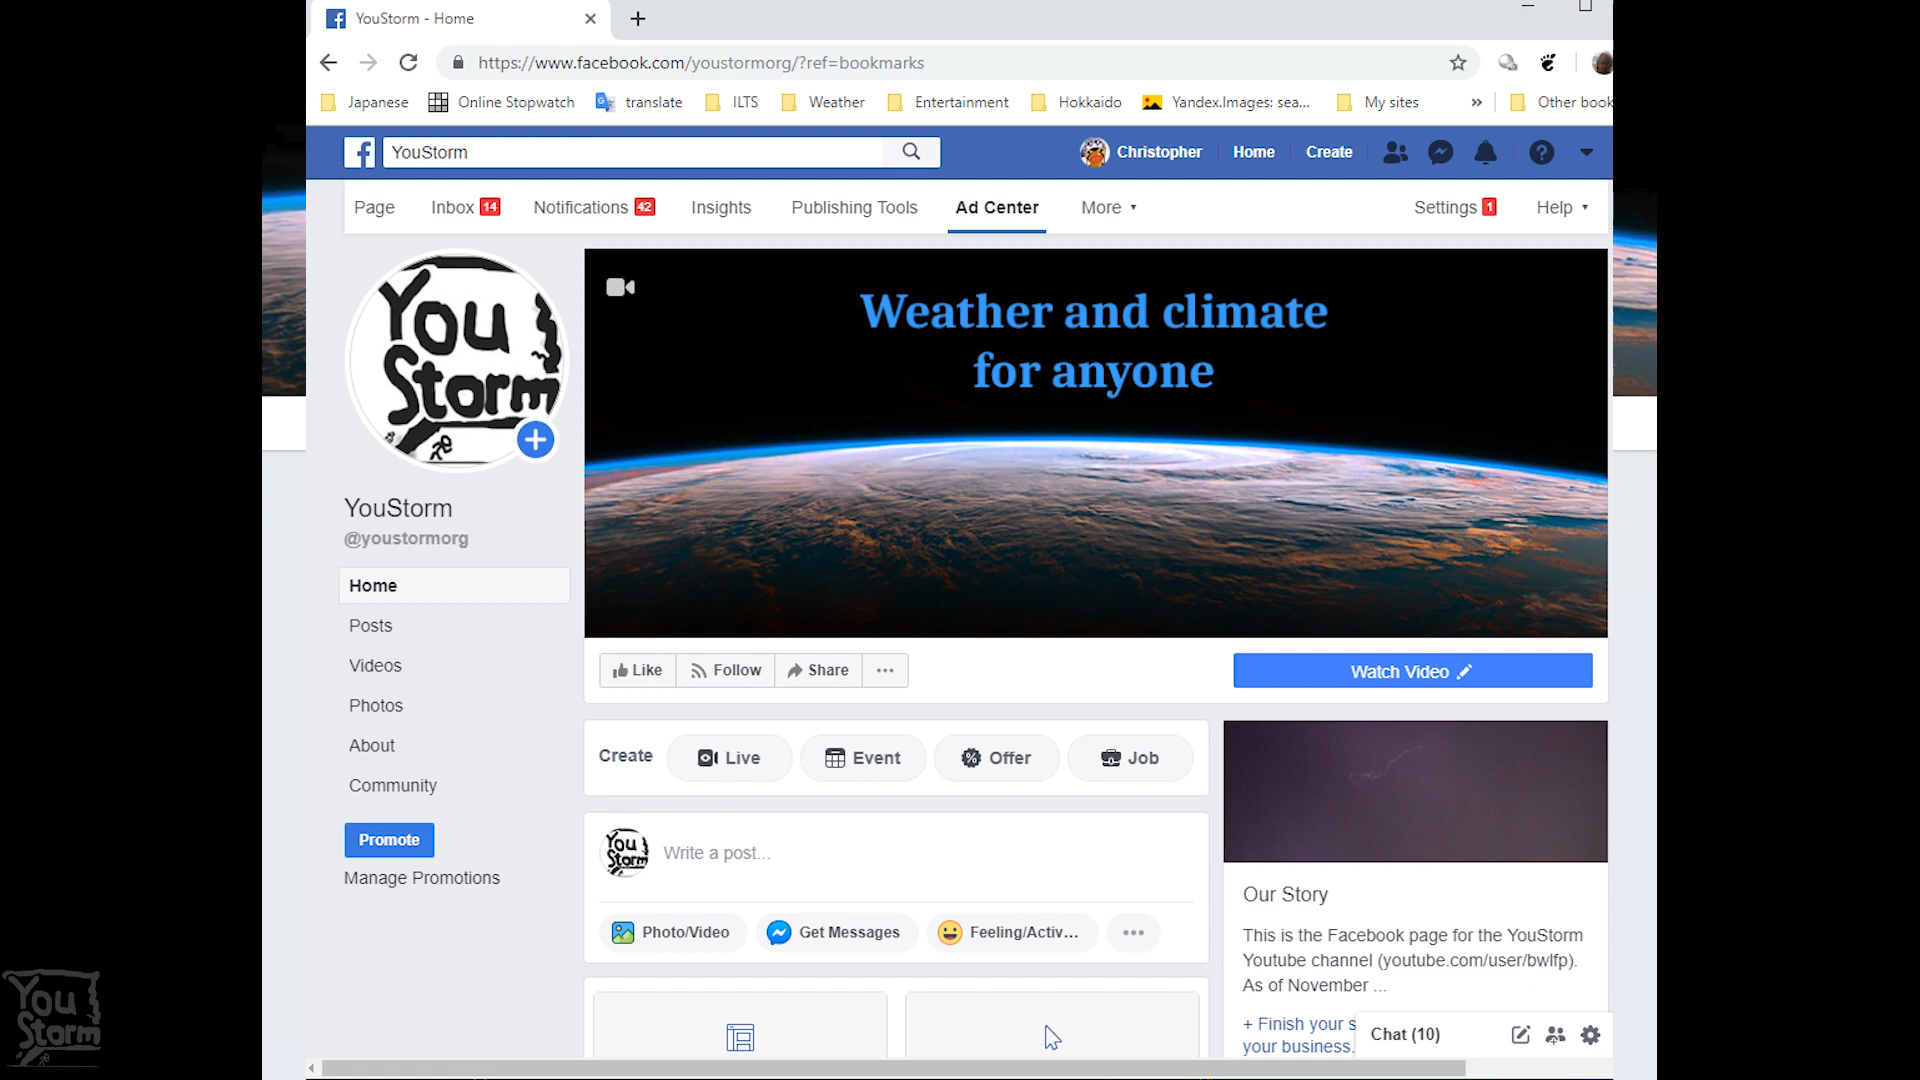 YouStorm - Home
https://www.facebook.com/youstormorg/?ref=bookmarks
Japanese Online Stopwatch translate ILTS Weather Entertainment Hokkaido Yandex.Images: sea... My sites » Other book
YouStorm Christopher Home Create
Page Inbox 14 Notifications 42 Insights Publishing Tools Ad Center More Settings 1 Help
Weather and climate
for anyone
You
Storm
YouStorm
@youstormorg
Home
Posts
Videos
Photos
About
Community
Promote
Manage Promotions
Like Follow Share ... Watch Video
Create Live Event Offer Job
You
Storm
Write a post...
Photo/Video Get Messages Feeling/Activ... ...
Our Story
This is the Facebook page for the YouStorm
Youtube channel (youtube.com/user/bwlfp).
As of November ...
+ Finish your s
your business.
Chat (10)
You
Storm